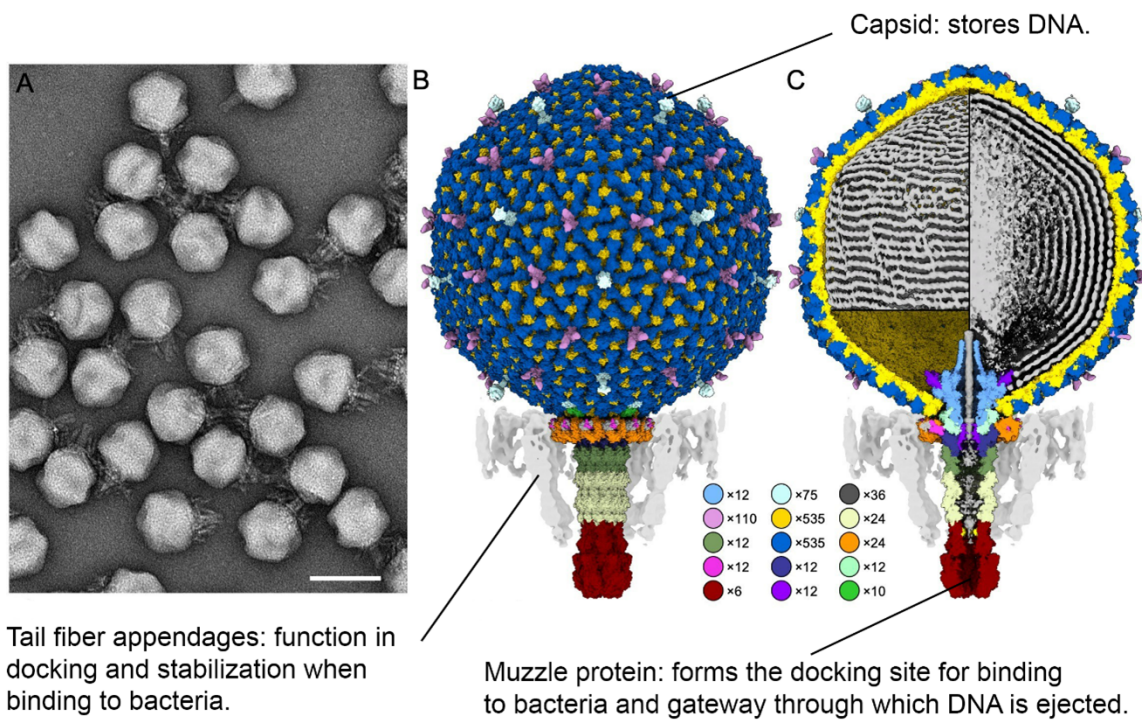 Capsid: stores DNA.
A
B
C
×12 ×75 ×36
×110 ×535 ×24
×12 ×535 ×24
×12 ×12 ×12
×6 ×12 ×10
Tail fiber appendages: function in
docking and stabilization when
binding to bacteria.
Muzzle protein: forms the docking site for binding
to bacteria and gateway through which DNA is ejected.